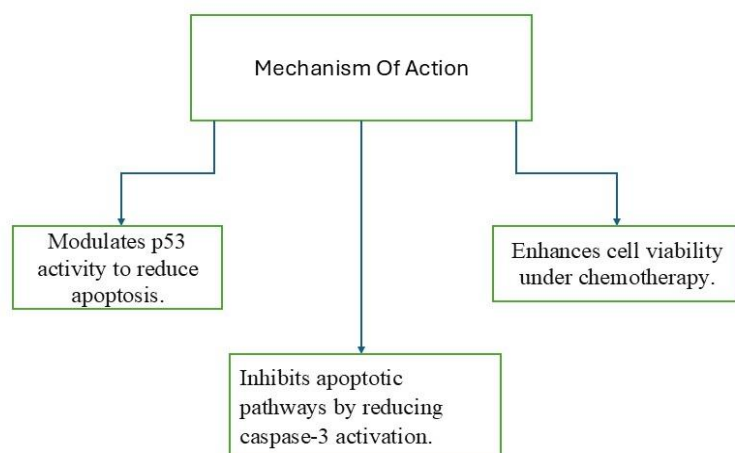 Mechanism Of Action
Modulates p53
activity to reduce
apoptosis.
Enhances cell viability
under chemotherapy.
Inhibits apoptotic
pathways by reducing
caspase-3 activation.